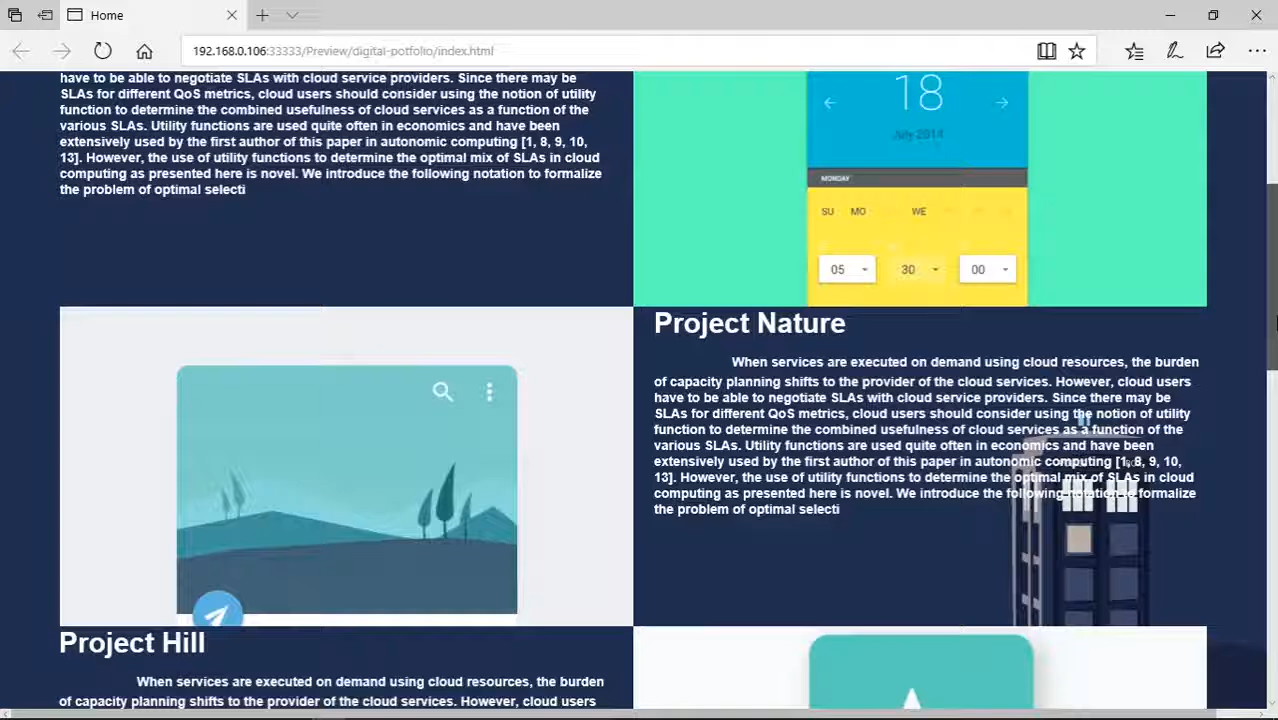 Home
192.168.0.106:33333/Preview/digital-potfolio/index.html
have to be able to negotiate SLAs with cloud service providers. Since there may be
SLAs for different QoS metrics, cloud users should consider using the notion of utility
function to determine the combined usefulness of cloud services as a function of the
various SLAs. Utility functions are used quite often in economics and have been
extensively used by the first author of this paper in autonomic computing [1, 8, 9, 10,
13]. However, the use of utility functions to determine the optimal mix of SLAs in cloud
computing as presented here is novel. We introduce the following notation to formalize
the problem of optimal selecti
18
July 2014
MONDAY
SU MO WE
05 30 00
Project Nature
When services are executed on demand using cloud resources, the burden
of capacity planning shifts to the provider of the cloud services. However, cloud users
have to be able to negotiate SLAs with cloud service providers. Since there may be
SLAs for different QoS metrics, cloud users should consider using the notion of utility
function to determine the combined usefulness of cloud services as a function of the
various SLAs. Utility functions are used quite often in economics and have been
extensively used by the first author of this paper in autonomic computing [1, 8, 9, 10,
13]. However, the use of utility functions to determine the optimal mix of SLAs in cloud
computing as presented here is novel. We introduce the following notation to formalize
the problem of optimal selecti
Project Hill
When services are executed on demand using cloud resources, the burden
of capacity planning shifts to the provider of the cloud services. However, cloud users